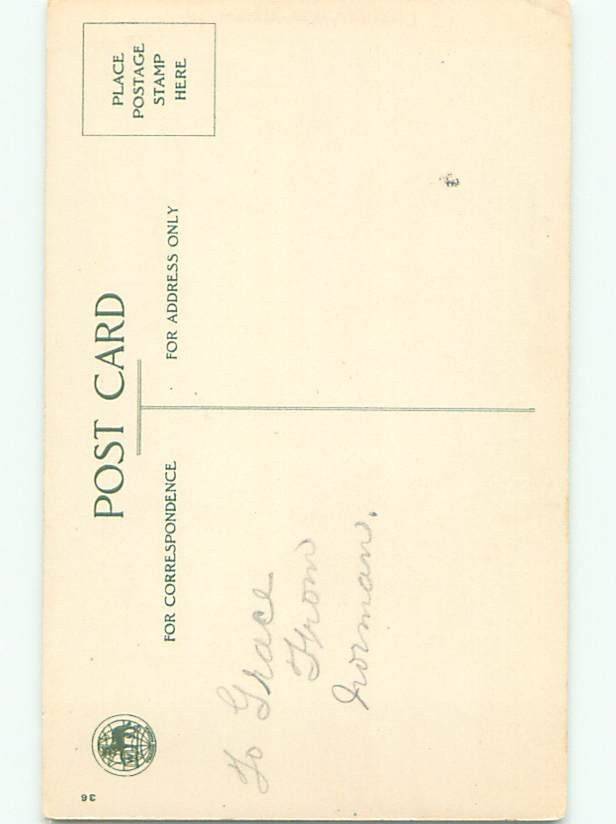 POST CARD
PLACE
POSTAGE
STAMP
HERE
FOR CORRESPONDENCE
FOR ADDRESS ONLY
To Grace
From
Norman.
36